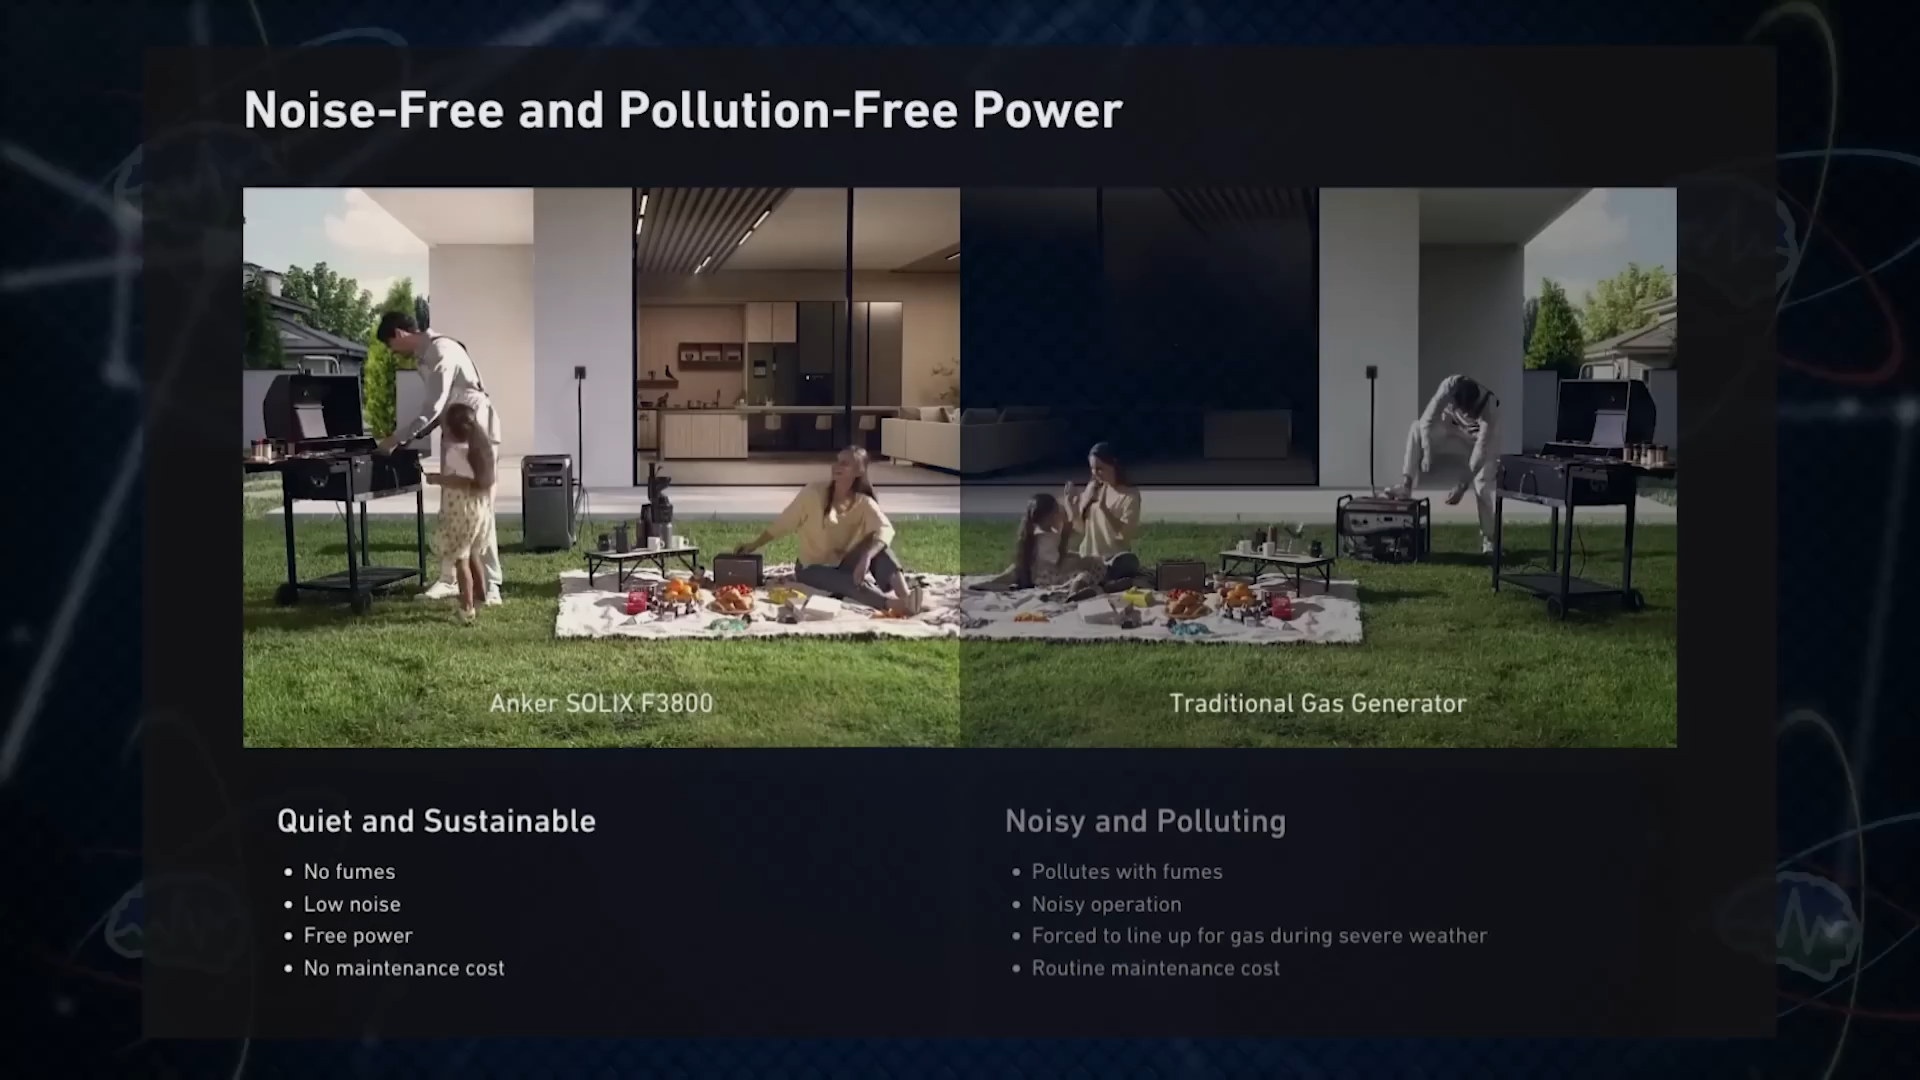 Noise-Free and Pollution-Free Power
Anker SOLIX F3800
Traditional Gas Generator
Quiet and Sustainable
• No fumes
• Low noise
• Free power
• No maintenance cost
Noisy and Polluting
• Pollutes with fumes
• Noisy operation
• Forced to line up for gas during severe weather
• Routine maintenance cost